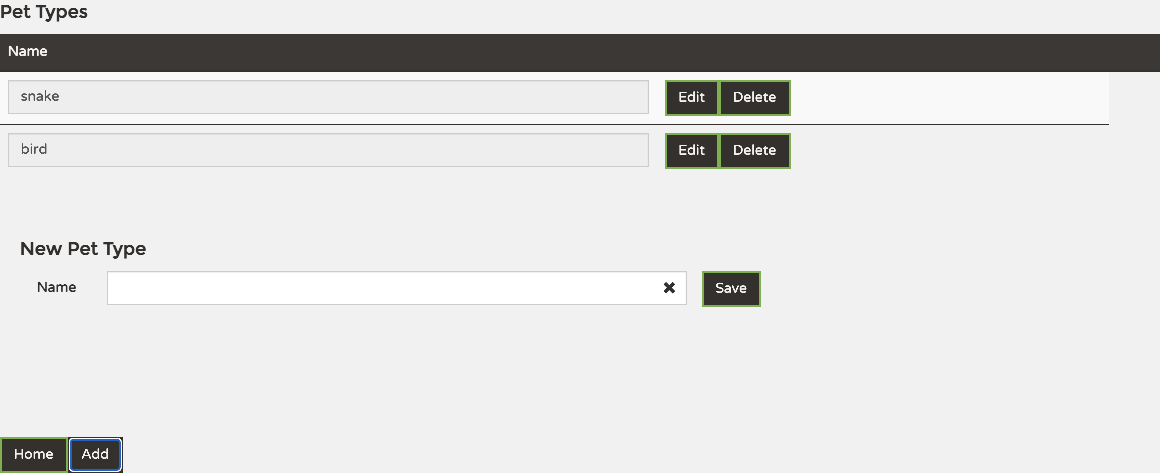 Pet Types
Name
snake Edit Delete
bird Edit Delete
New Pet Type
Name Save
Home Add